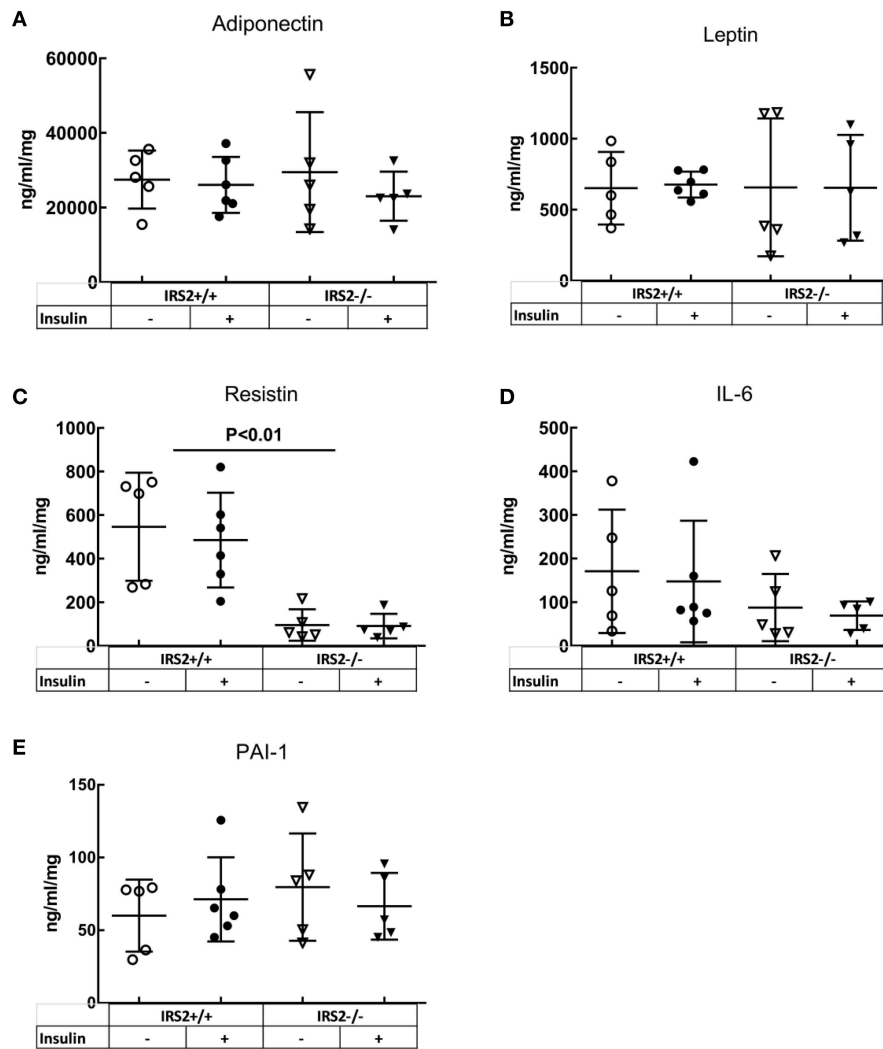 A
Adiponectin
60000
40000
20000
0
ng/ml/mg
IRS2+/+ IRS2-/-
Insulin - + - +
B
Leptin
1500
1000
500
0
ng/ml/mg
IRS2+/+ IRS2-/-
Insulin - + - +
C
Resistin
P<0.01
1000
800
600
400
200
0
ng/ml/mg
IRS2+/+ IRS2-/-
Insulin - + - +
D
IL-6
500
400
300
200
100
0
ng/ml/mg
IRS2+/+ IRS2-/-
Insulin - + - +
E
PAI-1
150
100
50
0
ng/ml/mg
IRS2+/+ IRS2-/-
Insulin - + - +